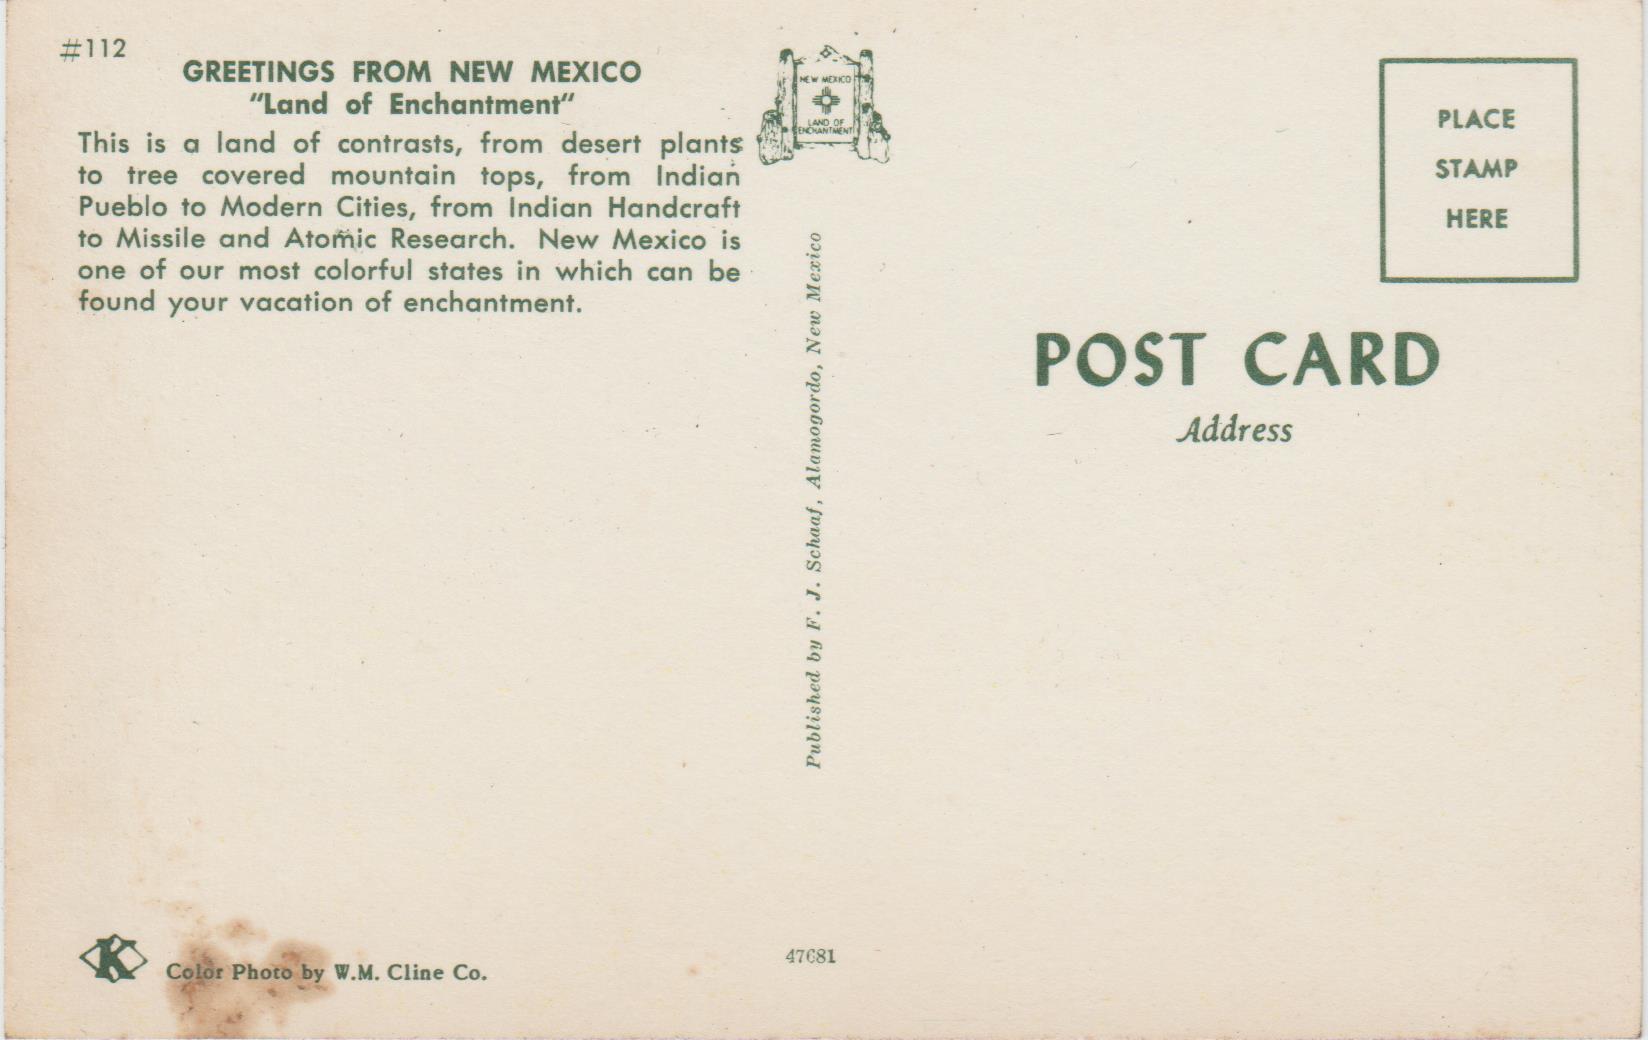 #112
GREETINGS FROM NEW MEXICO
"Land of Enchantment"
This is a land of contrasts, from desert plants
to tree covered mountain tops, from Indian
Pueblo to Modern Cities, from Indian Handcraft
to Missile and Atomic Research. New Mexico is
one of our most colorful states in which can be
found your vacation of enchantment.
NEW MEXICO
LAND OF
ENCHANTMENT
Published by F. J. Schaaf, Alamogordo, New Mexico
PLACE
STAMP
HERE
POST CARD
Address
K
Color Photo by W.M. Cline Co.
47681